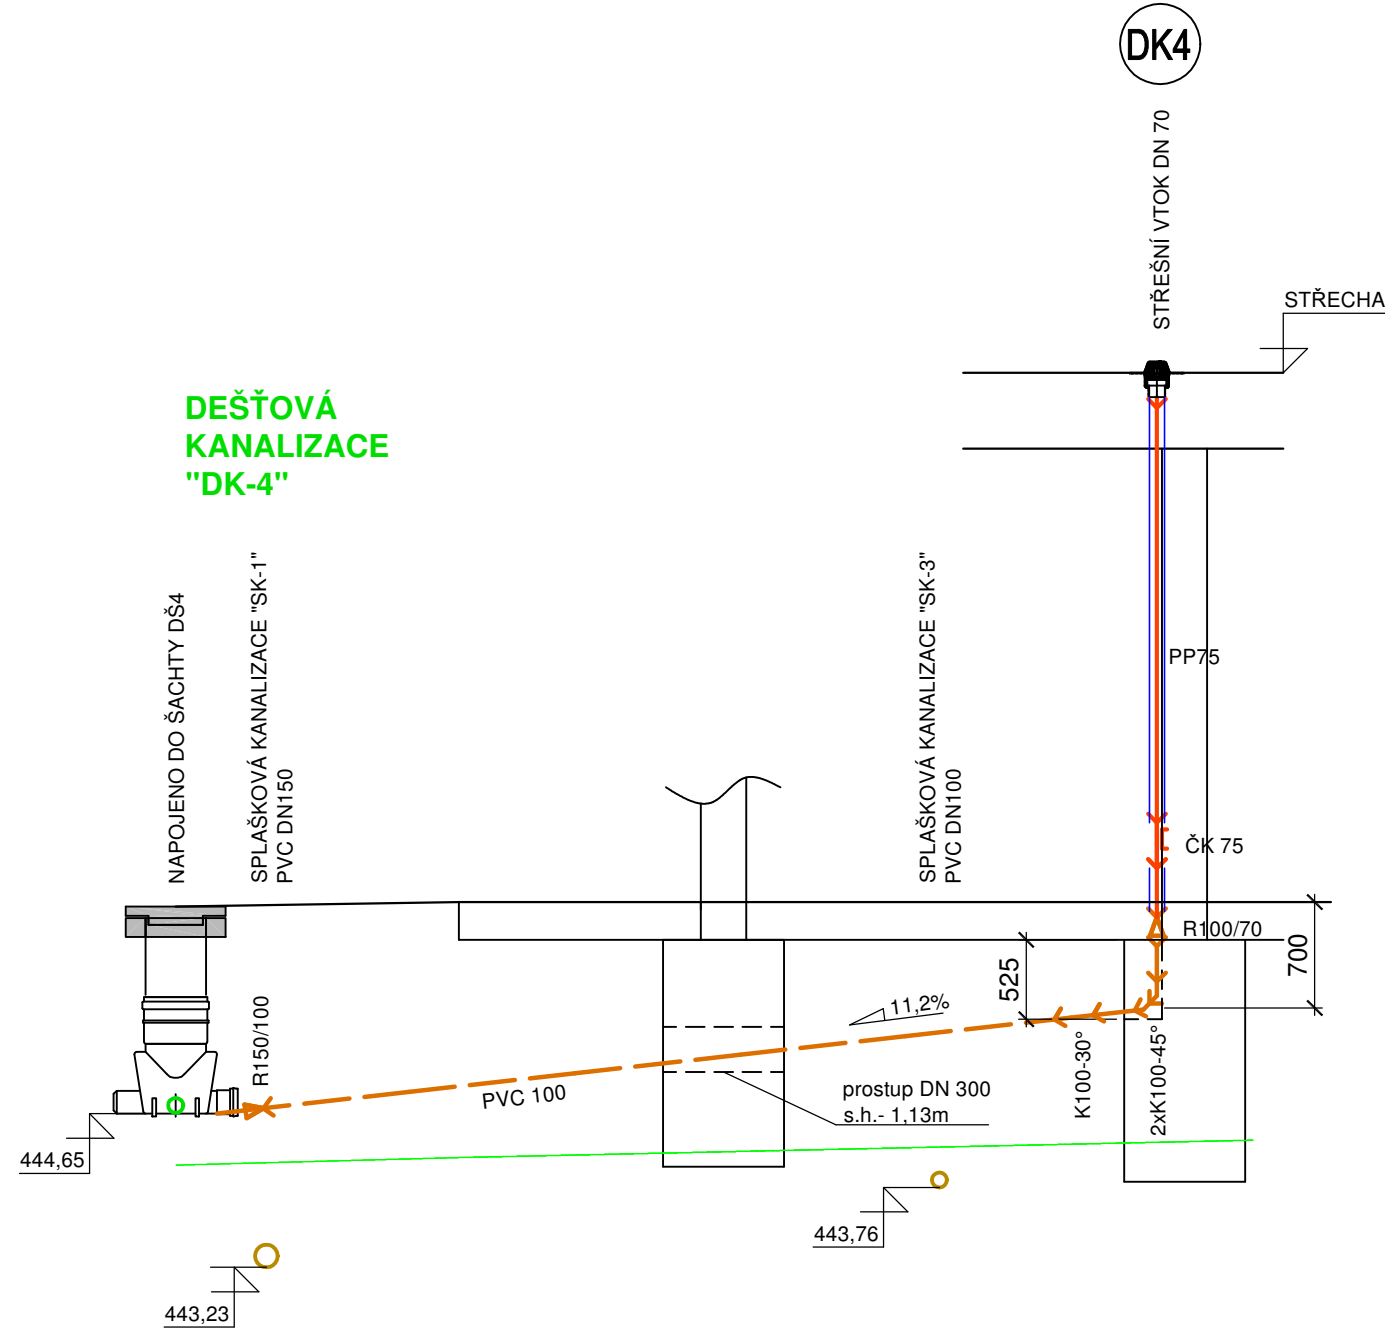 DK4
STŘEŠNÍ VTOK DN 70
STŘECHA
DEŠŤOVÁ
KANALIZACE
"DK-4"
NAPOJENO DO ŠACHTY DŠ4
SPLAŠKOVÁ KANALIZACE "SK-1"
PVC DN150
SPLAŠKOVÁ KANALIZACE "SK-3"
PVC DN100
PP75
ČK 75
R100/70
700
525
11,2%
R150/100
PVC 100
prostup DN 300
s.h.- 1,13m
K100-30°
2xK100-45°
444,65
443,76
443,23